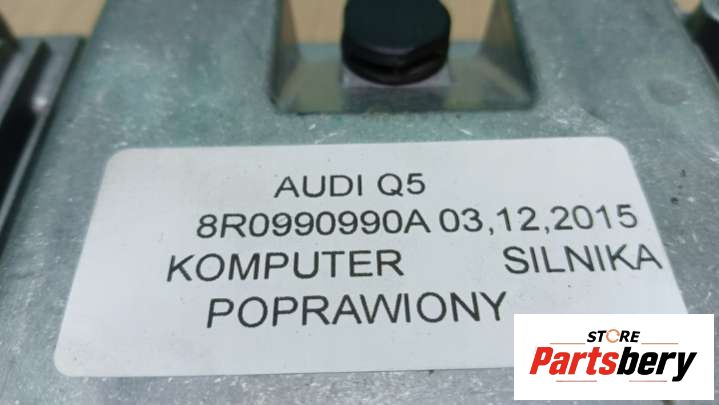 AUDI Q5
8R0990990A 03,12,2015
KOMPUTER SILNIKA
POPRAWIONY
STORE
Partsbery